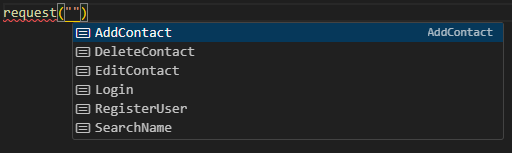 request("")
AddContact AddContact
DeleteContact
EditContact
Login
RegisterUser
SearchName